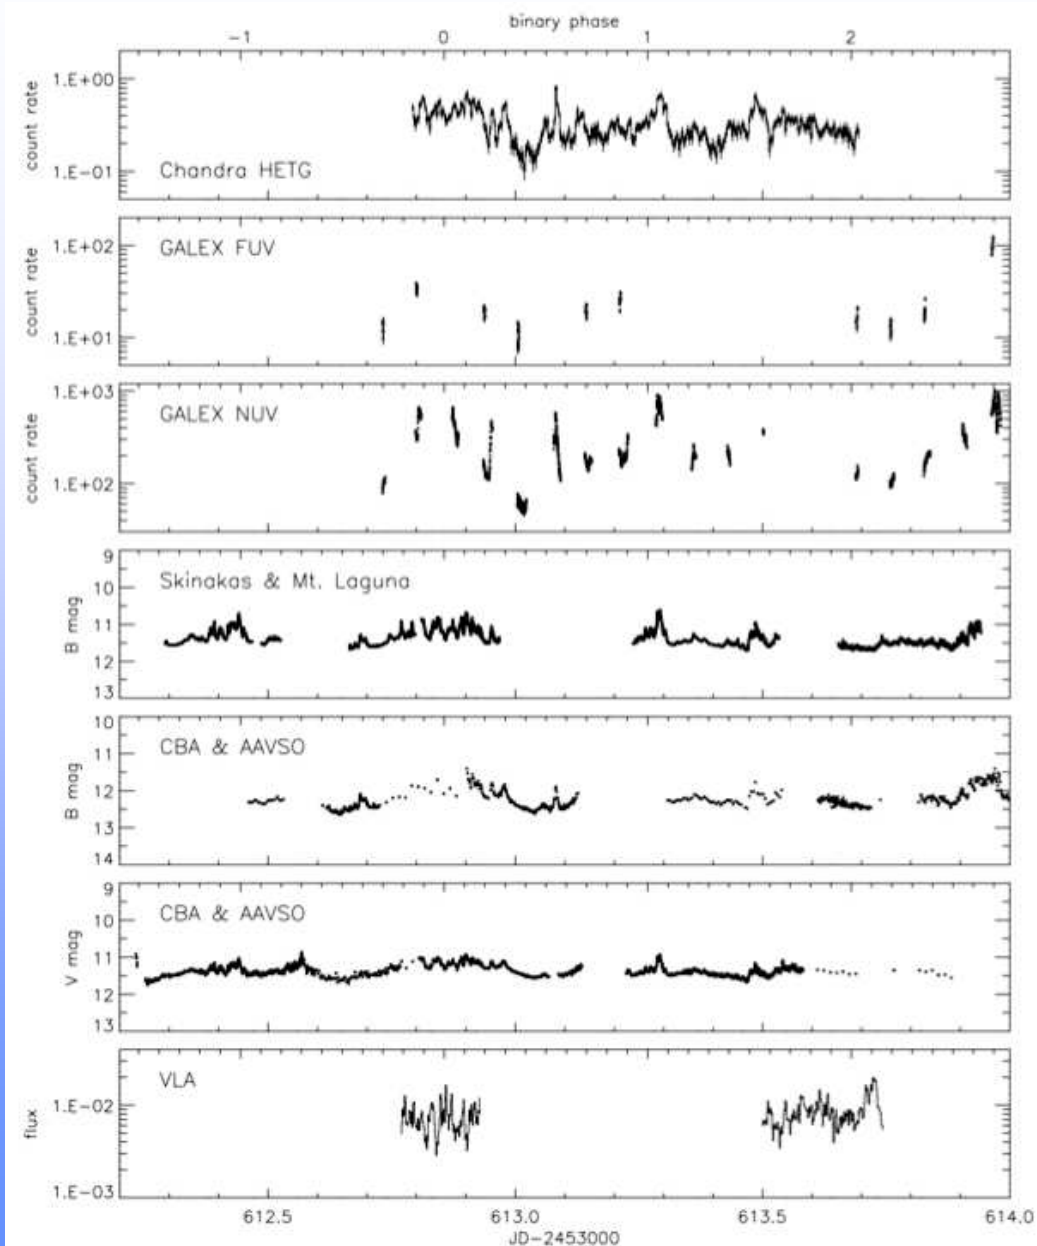 binary phase
−1 0 1 2
count rate
1.E+00
1.E−01
Chandra HETG
count rate
1.E+02
1.E+01
GALEX FUV
count rate
1.E+03
1.E+02
GALEX NUV
B mag
9
10
11
12
13
Skinakas & Mt. Laguna
B mag
10
11
12
13
14
CBA & AAVSO
V mag
9
10
11
12
13
CBA & AAVSO
flux
1.E−02
1.E−03
VLA
612.5 613.0 613.5 614.0
JD−2453000